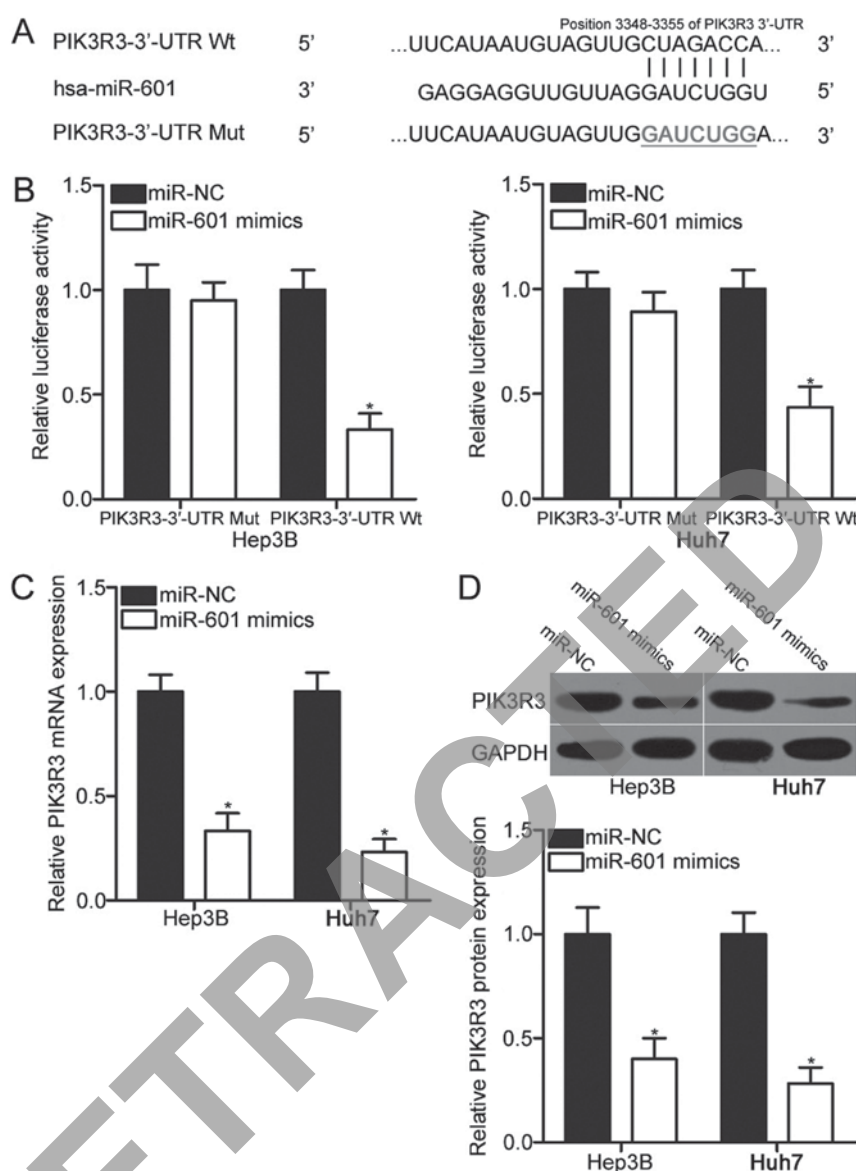 A
Position 3348-3355 of PIK3R3 3'-UTR
PIK3R3-3'-UTR Wt 5' ...UUCAUAAUGUAGUUGCUAGACCA... 3'
hsa-miR-601 3' GAGGAGGUUGUUAGGAUCUGGU 5'
PIK3R3-3'-UTR Mut 5' ...UUCAUAAUGUAGUUGGAUCUGGA... 3'
B
Relative luciferase activity
1.5
1.0
0.5
0.0
miR-NC
miR-601 mimics
*
PIK3R3-3'-UTR Mut PIK3R3-3'-UTR Wt
Hep3B
Relative luciferase activity
1.5
1.0
0.5
0.0
miR-NC
miR-601 mimics
*
PIK3R3-3'-UTR Mut PIK3R3-3'-UTR Wt
Huh7
C
Relative PIK3R3 mRNA expression
1.5
1.0
0.5
0.0
miR-NC
miR-601 mimics
*
*
Hep3B Huh7
D
miR-NC miR-601 mimics miR-NC miR-601 mimics
PIK3R3
GAPDH
Hep3B Huh7
Relative PIK3R3 protein expression
1.5
1.0
0.5
0.0
miR-NC
miR-601 mimics
*
*
Hep3B Huh7
ETRACTED